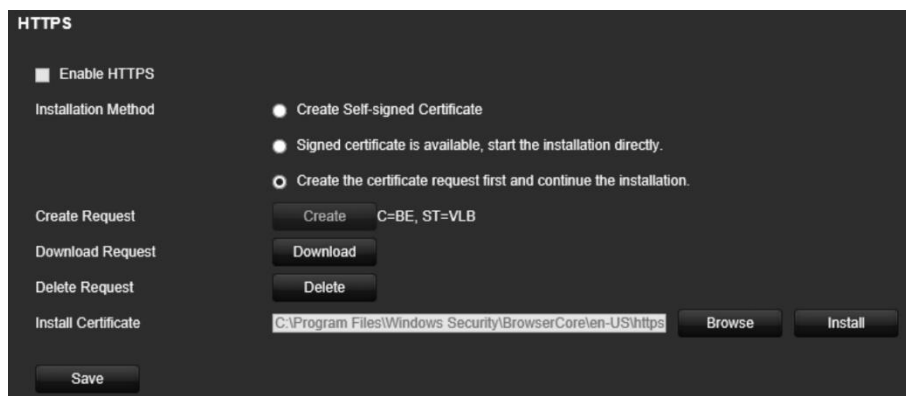 HTTPS
Enable HTTPS
Installation Method
Create Self-signed Certificate
Signed certificate is available, start the installation directly.
Create the certificate request first and continue the installation.
Create Request Create C=BE, ST=VLB
Download Request Download
Delete Request Delete
Install Certificate C:\Program Files\Windows Security\BrowserCore\en-US\https Browse Install
Save